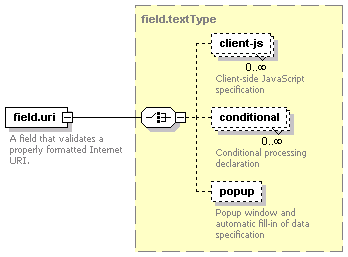 field.textType
client-js
0..∞
Client-side JavaScript
specification
field.uri
A field that validates a
properly formatted Internet
URI.
conditional
0..∞
Conditional processing
declaration
popup
Popup window and
automatic fill-in of data
specification